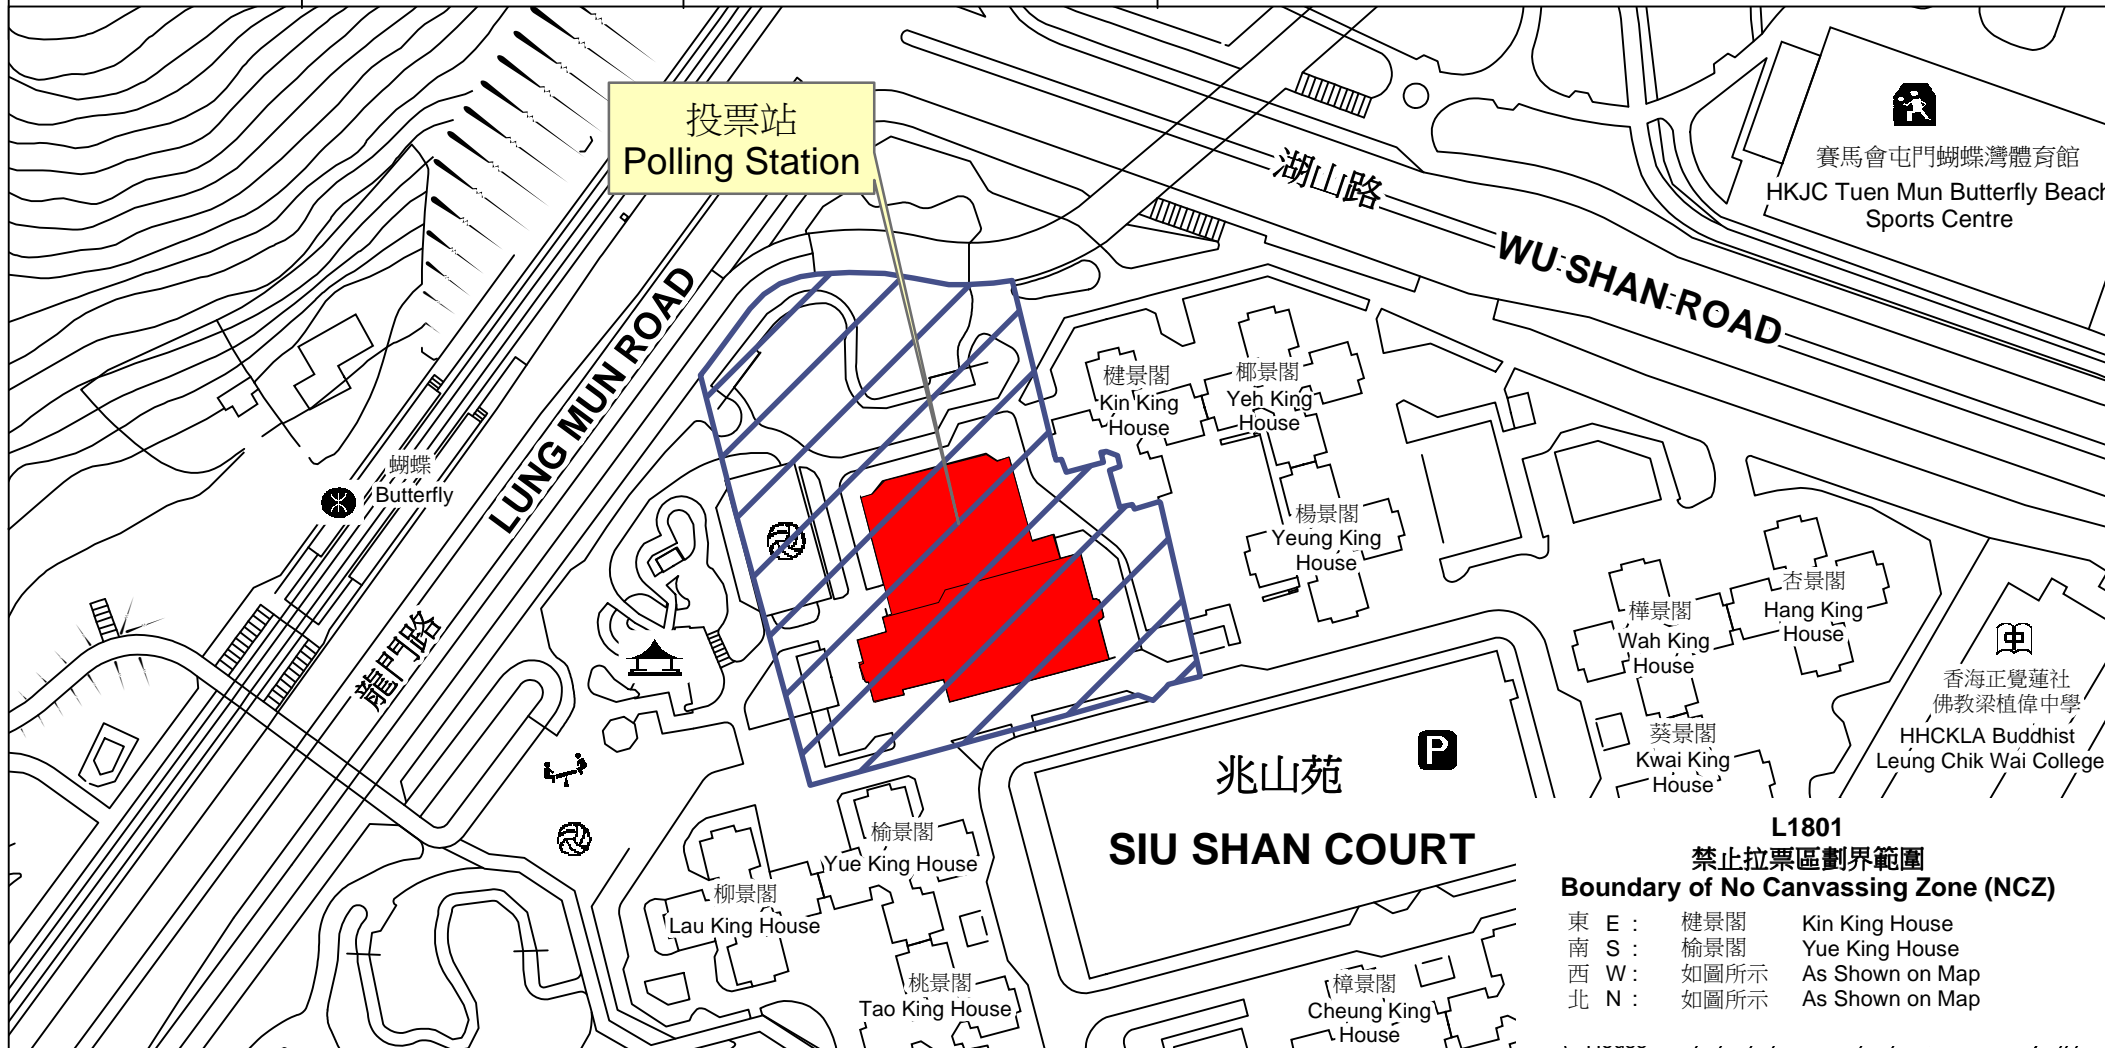 投票站
Polling Station
湖山路
WU SHAN ROAD
賽馬會屯門蝴蝶灣體育館
HKJC Tuen Mun Butterfly Beach
Sports Centre
LUNG MUN ROAD
龍門路
蝴蝶
Butterfly
楗景閣
Kin King
House
椰景閣
Yeh King
House
楊景閣
Yeung King
House
樺景閣
Wah King
House
杏景閣
Hang King
House
葵景閣
Kwai King
House
香海正覺蓮社
佛教梁植偉中學
HHCKLA Buddhist
Leung Chik Wai College
P
兆山苑
SIU SHAN COURT
榆景閣
Yue King House
柳景閣
Lau King House
桃景閣
Tao King House
樟景閣
Cheung King
House
L1801
禁止拉票區劃界範圍
Boundary of No Canvassing Zone (NCZ)
東 E : 楗景閣 Kin King House
南 S : 榆景閣 Yue King House
西 W : 如圖所示 As Shown on Map
北 N : 如圖所示 As Shown on Map